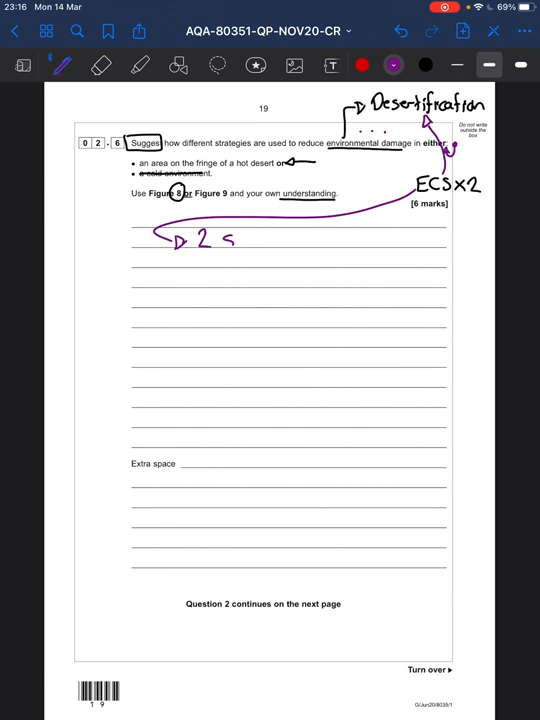 23:16 Mon 14 Mar
69%
AQA-80351-QP-NOV20-CR
19
Desertification
Do not write
outside the
box
0 2 . 6 Suggest how different strategies are used to reduce environmental damage in either:
• an area on the fringe of a hot desert or
• a cold environment.
ECS×2
Use Figure 8 or Figure 9 and your own understanding.
[6 marks]
2 s
Extra space
Question 2 continues on the next page
Turn over
1 9
G/Jun20/8035/1